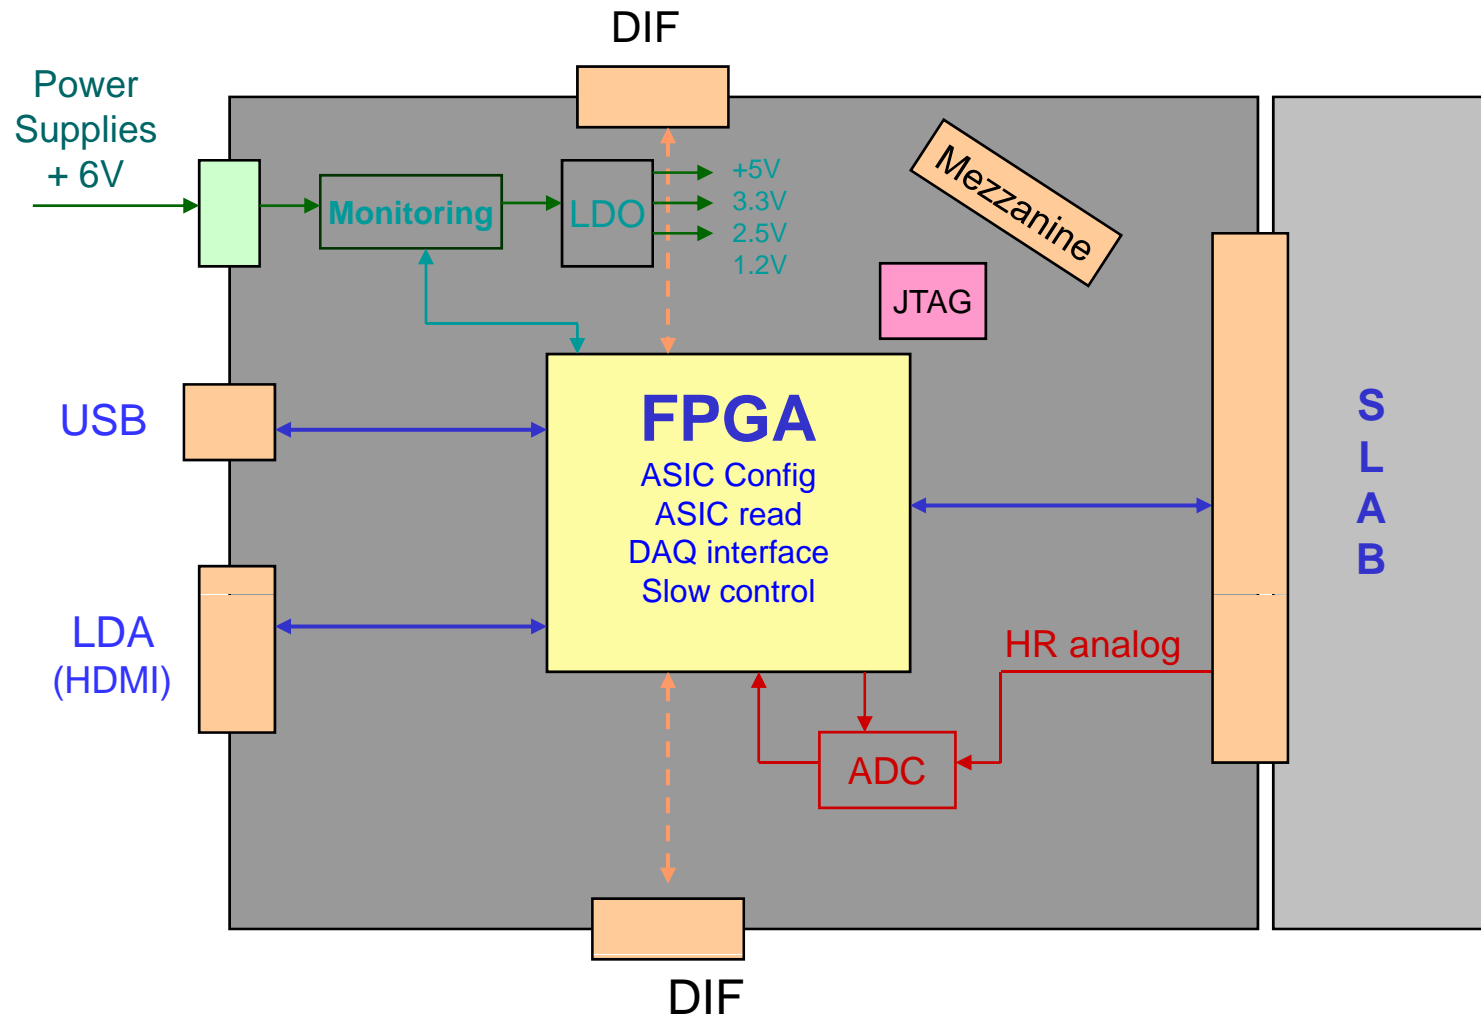 DIF
Power
Supplies
+ 6V
Monitoring
LDO
+5V
3.3V
2.5V
1.2V
Mezzanine
JTAG
USB
FPGA
ASIC Config
ASIC read
DAQ interface
Slow control
S
L
A
B
LDA
(HDMI)
HR analog
ADC
DIF